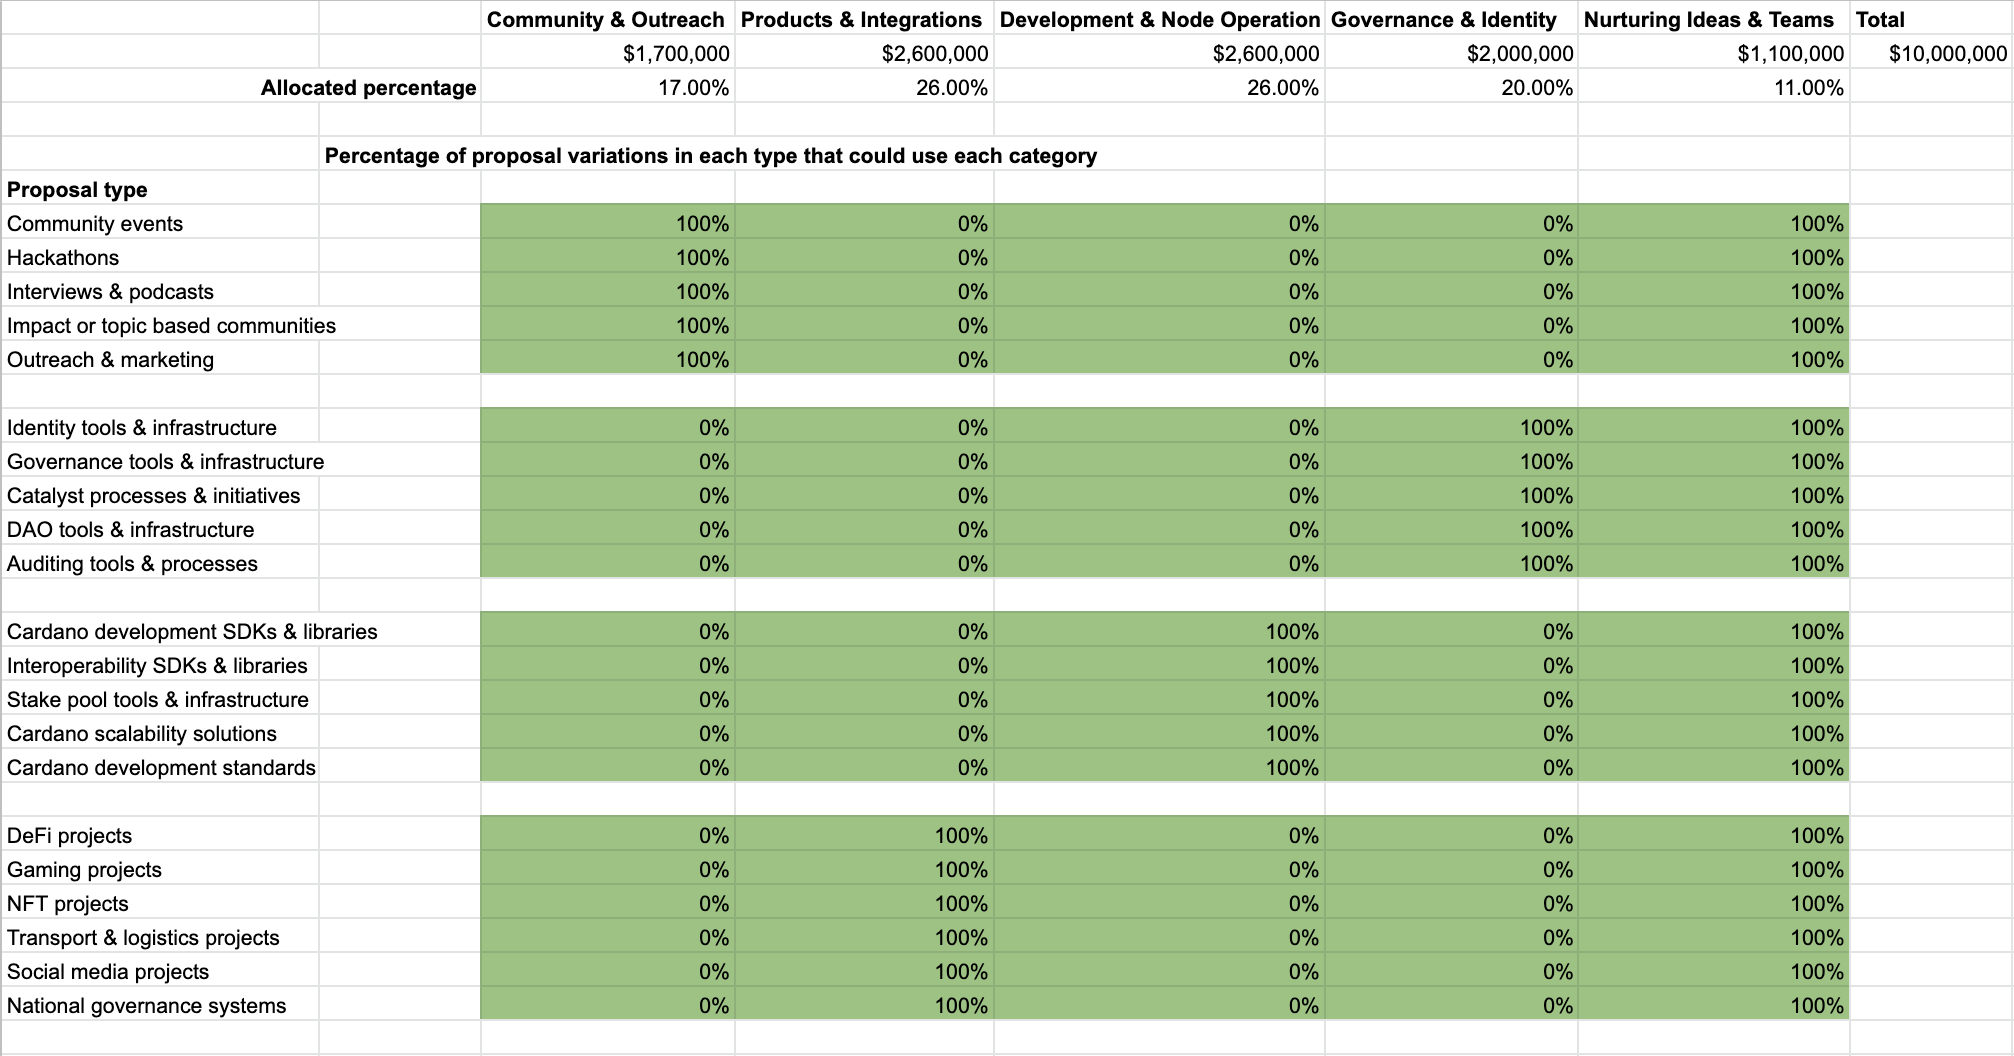 Community & Outreach Products & Integrations Development & Node Operation Governance & Identity Nurturing Ideas & Teams Total
$1,700,000 $2,600,000 $2,600,000 $2,000,000 $1,100,000 $10,000,000
Allocated percentage 17.00% 26.00% 26.00% 20.00% 11.00%
Percentage of proposal variations in each type that could use each category
Proposal type
Community events 100% 0% 0% 0% 100%
Hackathons 100% 0% 0% 0% 100%
Interviews & podcasts 100% 0% 0% 0% 100%
Impact or topic based communities 100% 0% 0% 0% 100%
Outreach & marketing 100% 0% 0% 0% 100%
Identity tools & infrastructure 0% 0% 0% 100% 100%
Governance tools & infrastructure 0% 0% 0% 100% 100%
Catalyst processes & initiatives 0% 0% 0% 100% 100%
DAO tools & infrastructure 0% 0% 0% 100% 100%
Auditing tools & processes 0% 0% 0% 100% 100%
Cardano development SDKs & libraries 0% 0% 100% 0% 100%
Interoperability SDKs & libraries 0% 0% 100% 0% 100%
Stake pool tools & infrastructure 0% 0% 100% 0% 100%
Cardano scalability solutions 0% 0% 100% 0% 100%
Cardano development standards 0% 0% 100% 0% 100%
DeFi projects 0% 100% 0% 0% 100%
Gaming projects 0% 100% 0% 0% 100%
NFT projects 0% 100% 0% 0% 100%
Transport & logistics projects 0% 100% 0% 0% 100%
Social media projects 0% 100% 0% 0% 100%
National governance systems 0% 100% 0% 0% 100%